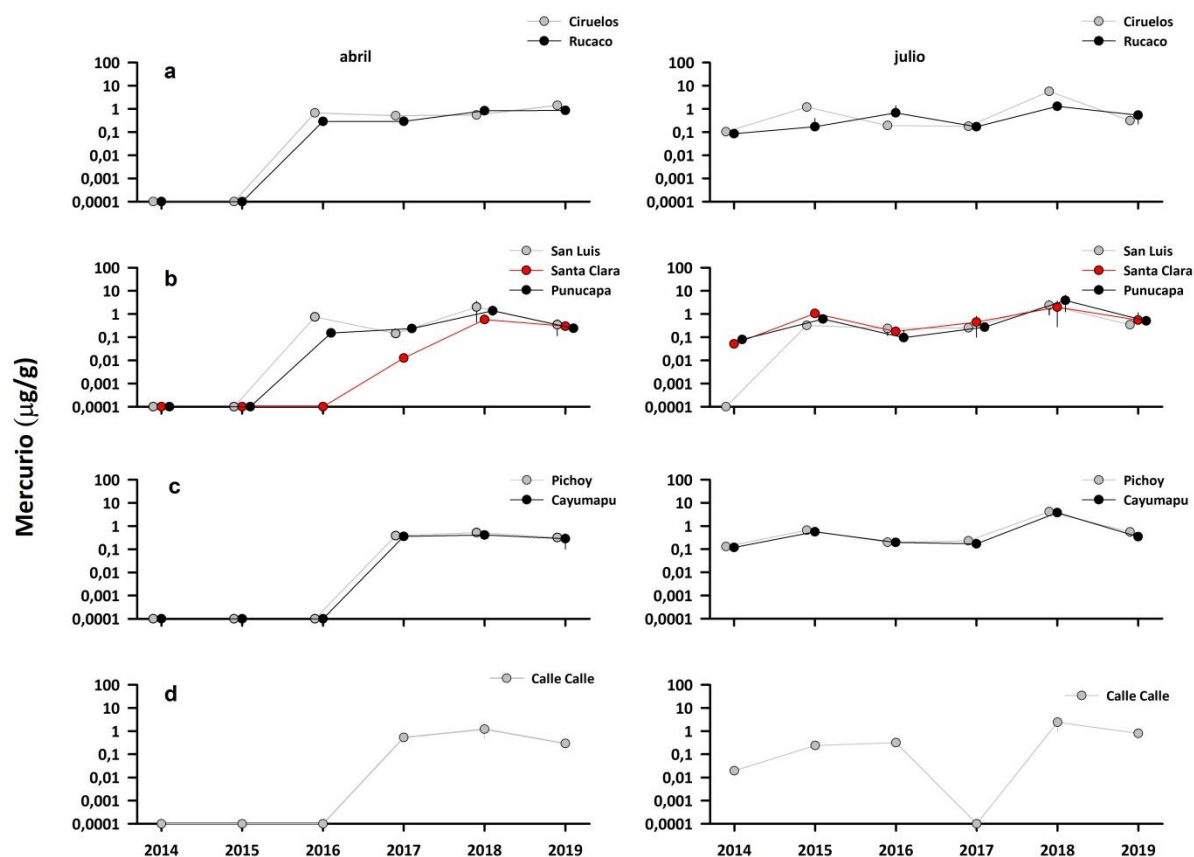 Mercurio (µg/g)
abril
julio
a
Ciruelos
Rucaco
100
10
1
0,1
0,01
0,001
0,0001
Ciruelos
Rucaco
100
10
1
0,1
0,01
0,001
0,0001
b
San Luis
Santa Clara
Punucapa
100
10
1
0,1
0,01
0,001
0,0001
San Luis
Santa Clara
Punucapa
100
10
1
0,1
0,01
0,001
0,0001
c
Pichoy
Cayumapu
100
10
1
0,1
0,01
0,001
0,0001
Pichoy
Cayumapu
100
10
1
0,1
0,01
0,001
0,0001
d
Calle Calle
100
10
1
0,1
0,01
0,001
0,0001
2014 2015 2016 2017 2018 2019
Calle Calle
100
10
1
0,1
0,01
0,001
0,0001
2014 2015 2016 2017 2018 2019